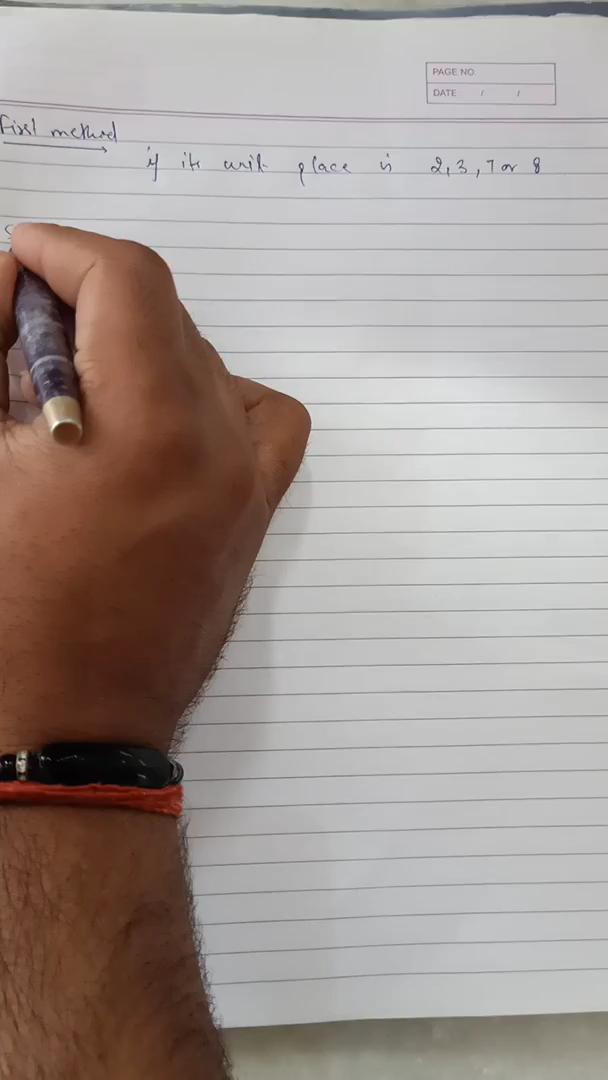 PAGE NO.
DATE / /
First method
if its unit place is 2, 3, 7 or 8